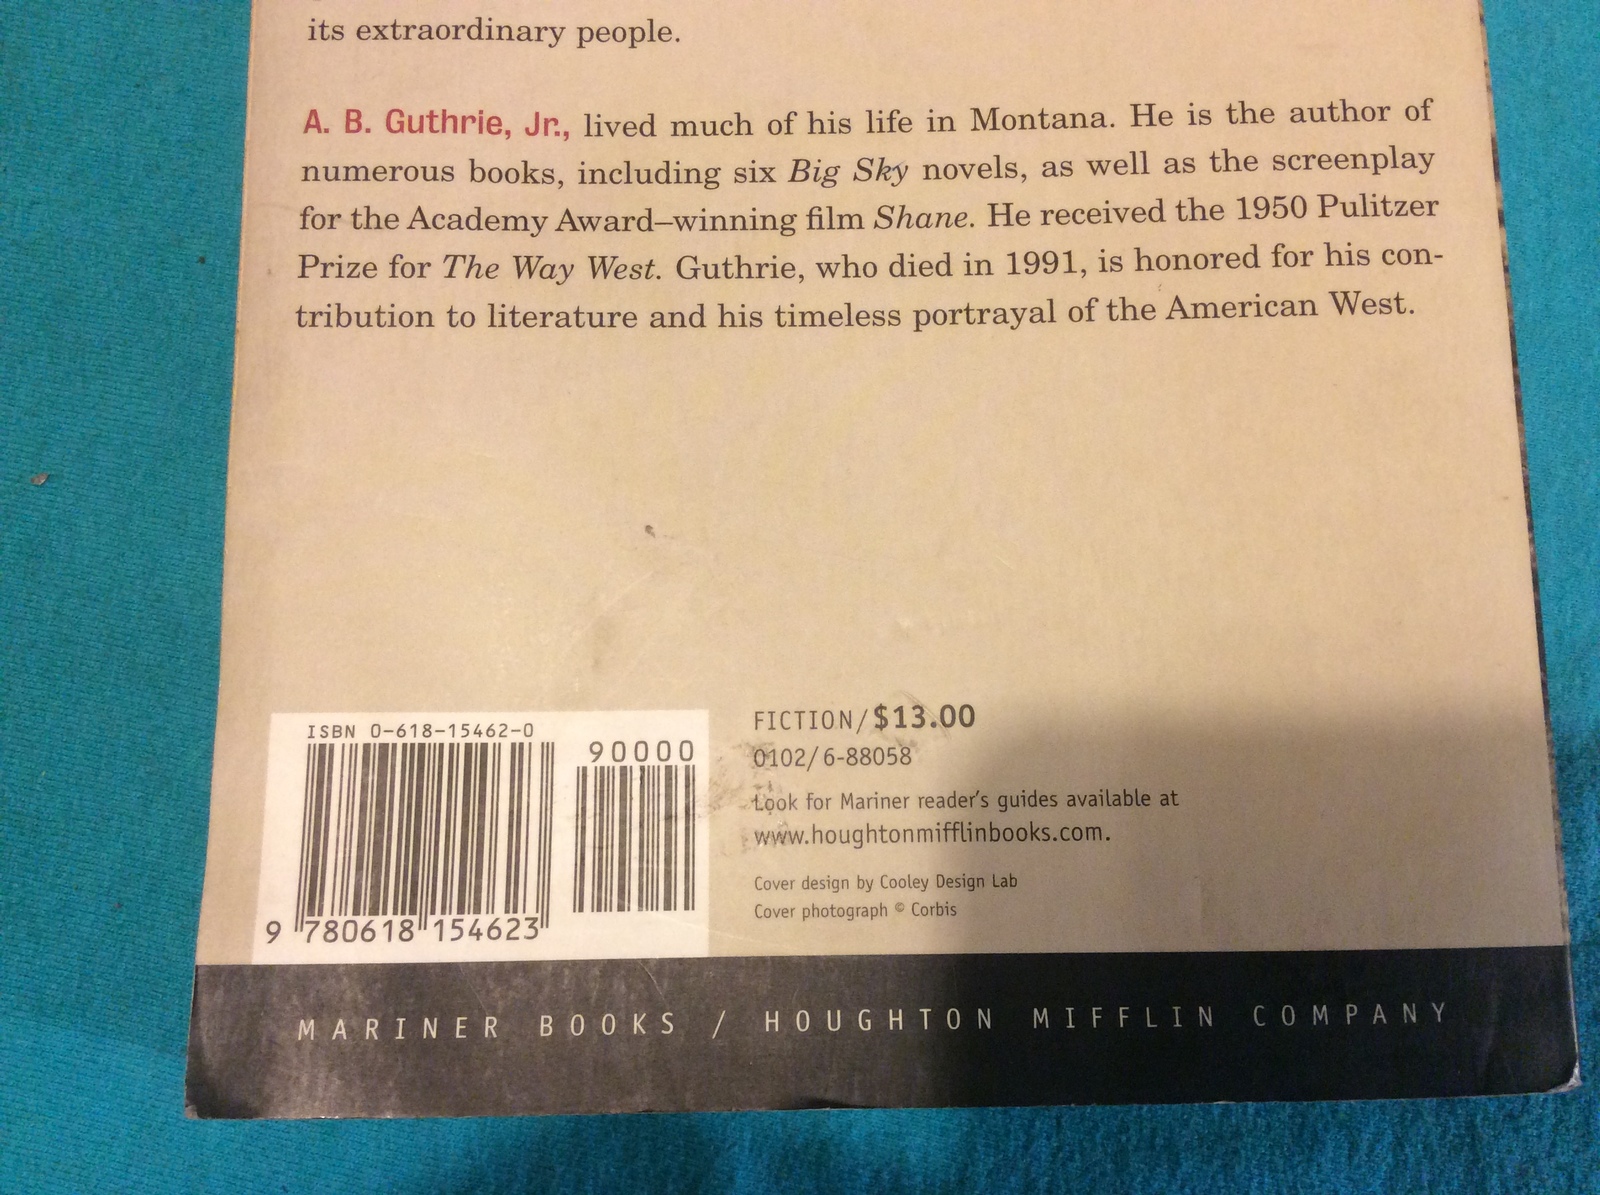 its extraordinary people.
A. B. Guthrie, Jr., lived much of his life in Montana. He is the author of
numerous books, including six Big Sky novels, as well as the screenplay
for the Academy Award–winning film Shane. He received the 1950 Pulitzer
Prize for The Way West. Guthrie, who died in 1991, is honored for his con-
tribution to literature and his timeless portrayal of the American West.
ISBN 0-618-15462-0
90000
9 780618 154623
FICTION/$13.00
0102/6-88058
Look for Mariner reader's guides available at
www.houghtonmifflinbooks.com.
Cover design by Cooley Design Lab
Cover photograph © Corbis
MARINER BOOKS / HOUGHTON MIFFLIN COMPANY